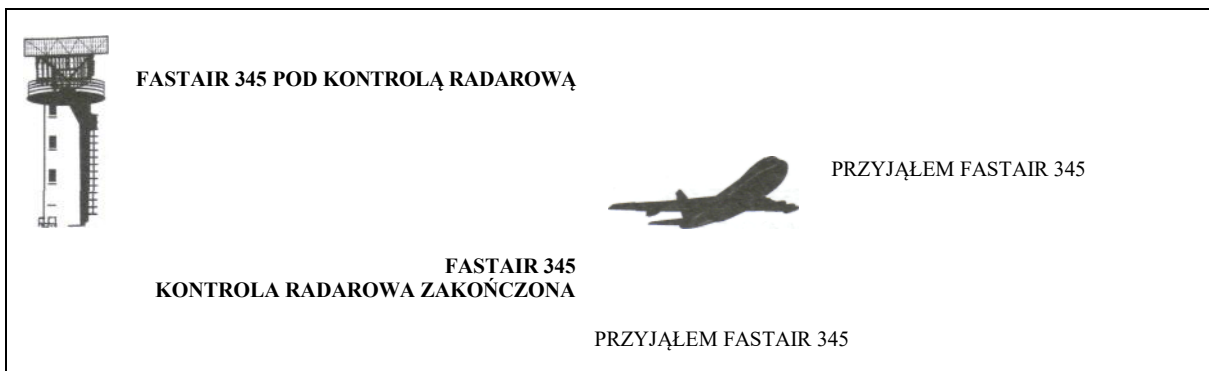 FASTAIR 345 POD KONTROLĄ RADAROWĄ
PRZYJĄŁEM FASTAIR 345
FASTAIR 345
KONTROLA RADAROWA ZAKOŃCZONA
PRZYJĄŁEM FASTAIR 345